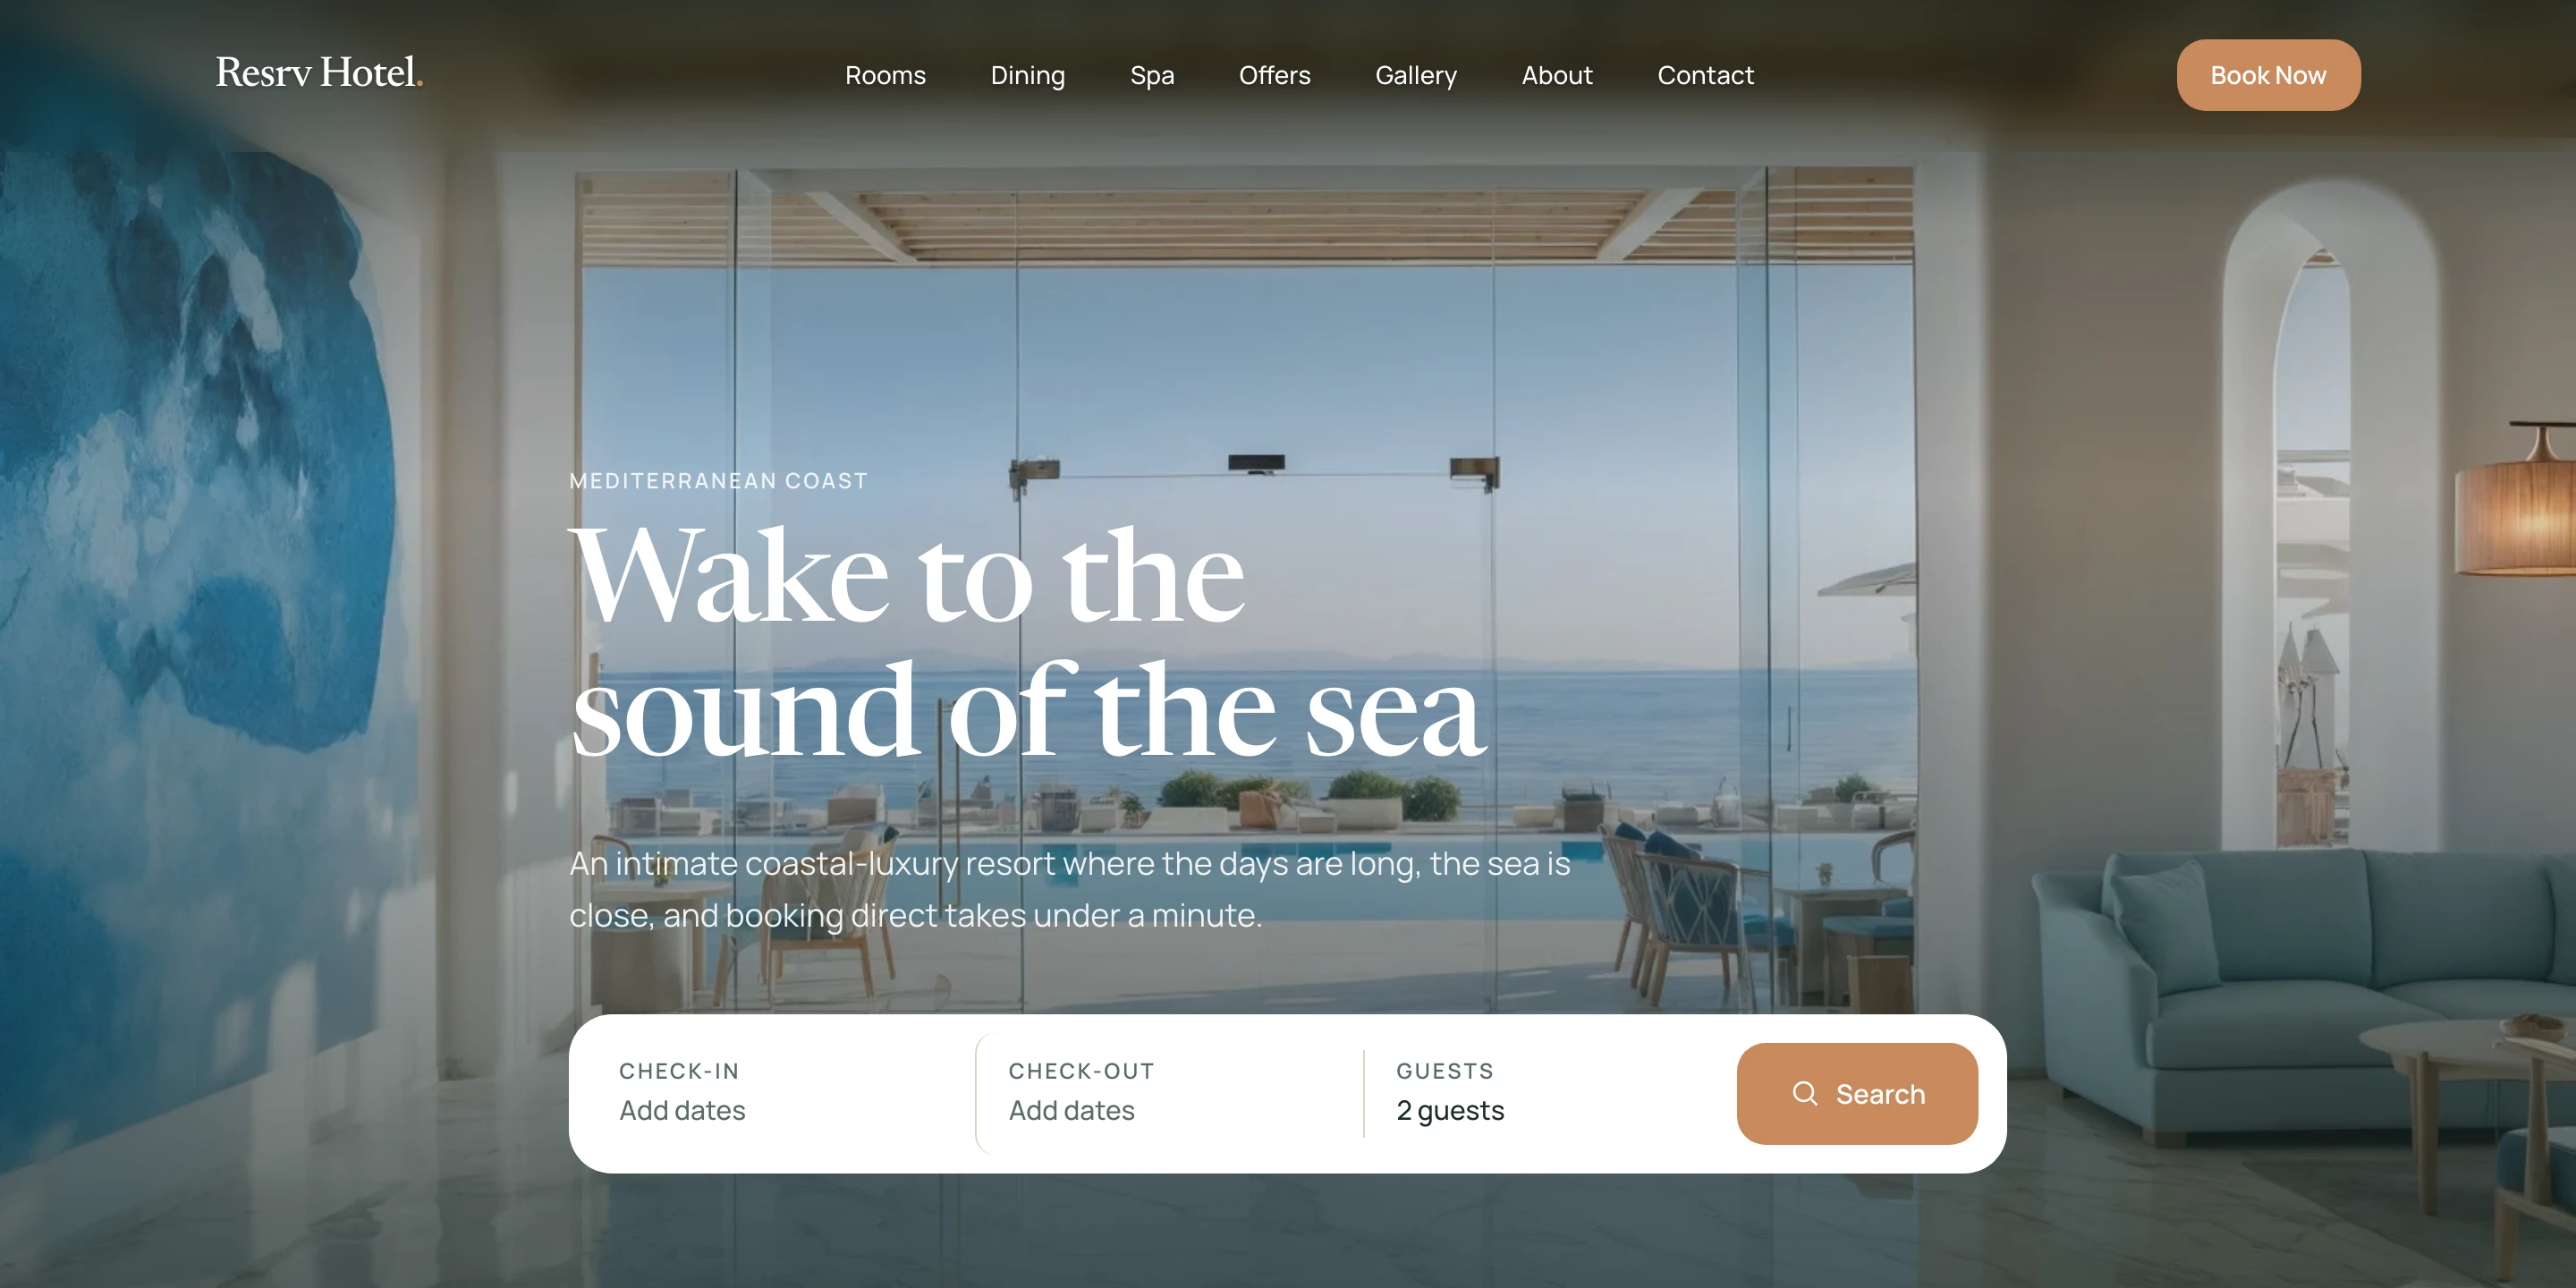 Resrv Hotel.
Rooms Dining Spa Offers Gallery About Contact
Book Now
MEDITERRANEAN COAST
Wake to the
sound of the sea
An intimate coastal-luxury resort where the days are long, the sea is
close, and booking direct takes under a minute.
CHECK-IN
Add dates
CHECK-OUT
Add dates
GUESTS
2 guests
Search